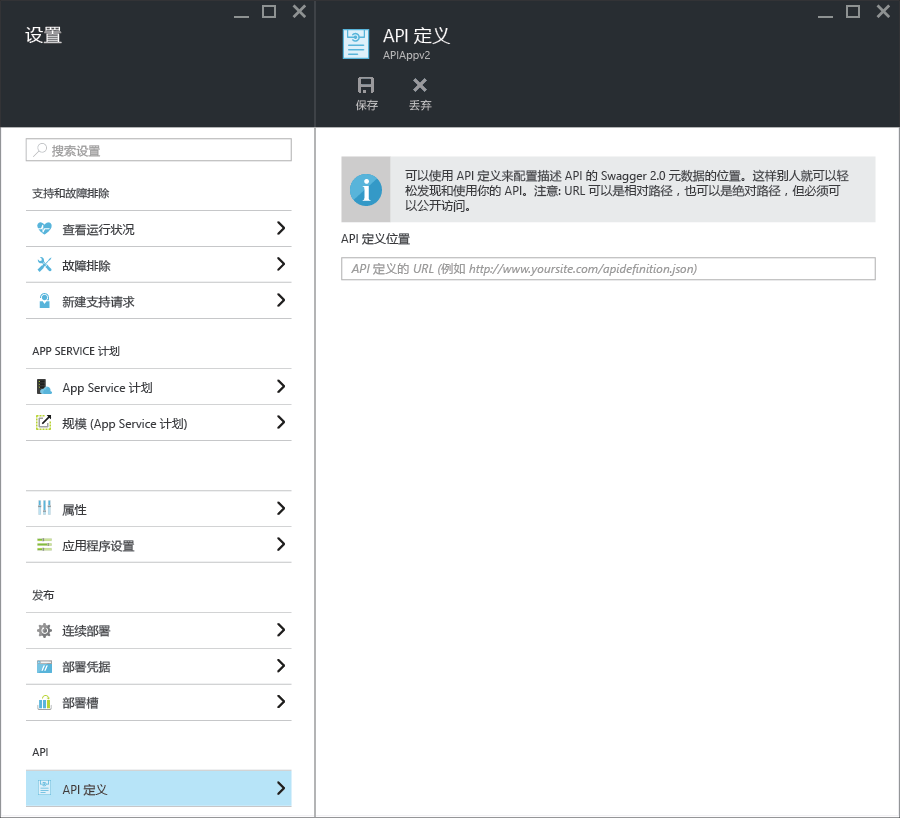 设置
搜索设置
支持和故障排除
查看运行状况
故障排除
新建支持请求
APP SERVICE 计划
App Service 计划
规模 (App Service 计划)
属性
应用程序设置
发布
连续部署
部署凭据
部署槽
API
API 定义
API 定义
APIAppv2
保存
丢弃
可以使用 API 定义来配置描述 API 的 Swagger 2.0 元数据的位置。这样别人就可以轻
松发现和使用你的 API。注意: URL 可以是相对路径，也可以是绝对路径，但必须可
以公开访问。
API 定义位置
API 定义的 URL (例如 http://www.yoursite.com/apidefinition.json)